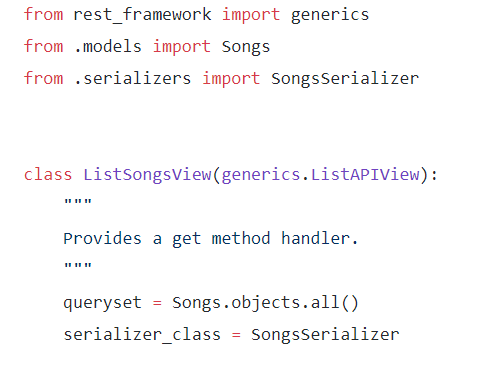 from rest_framework import generics
from .models import Songs
from .serializers import SongsSerializer
class ListSongsView(generics.ListAPIView):
    """
    Provides a get method handler.
    """
    queryset = Songs.objects.all()
    serializer_class = SongsSerializer